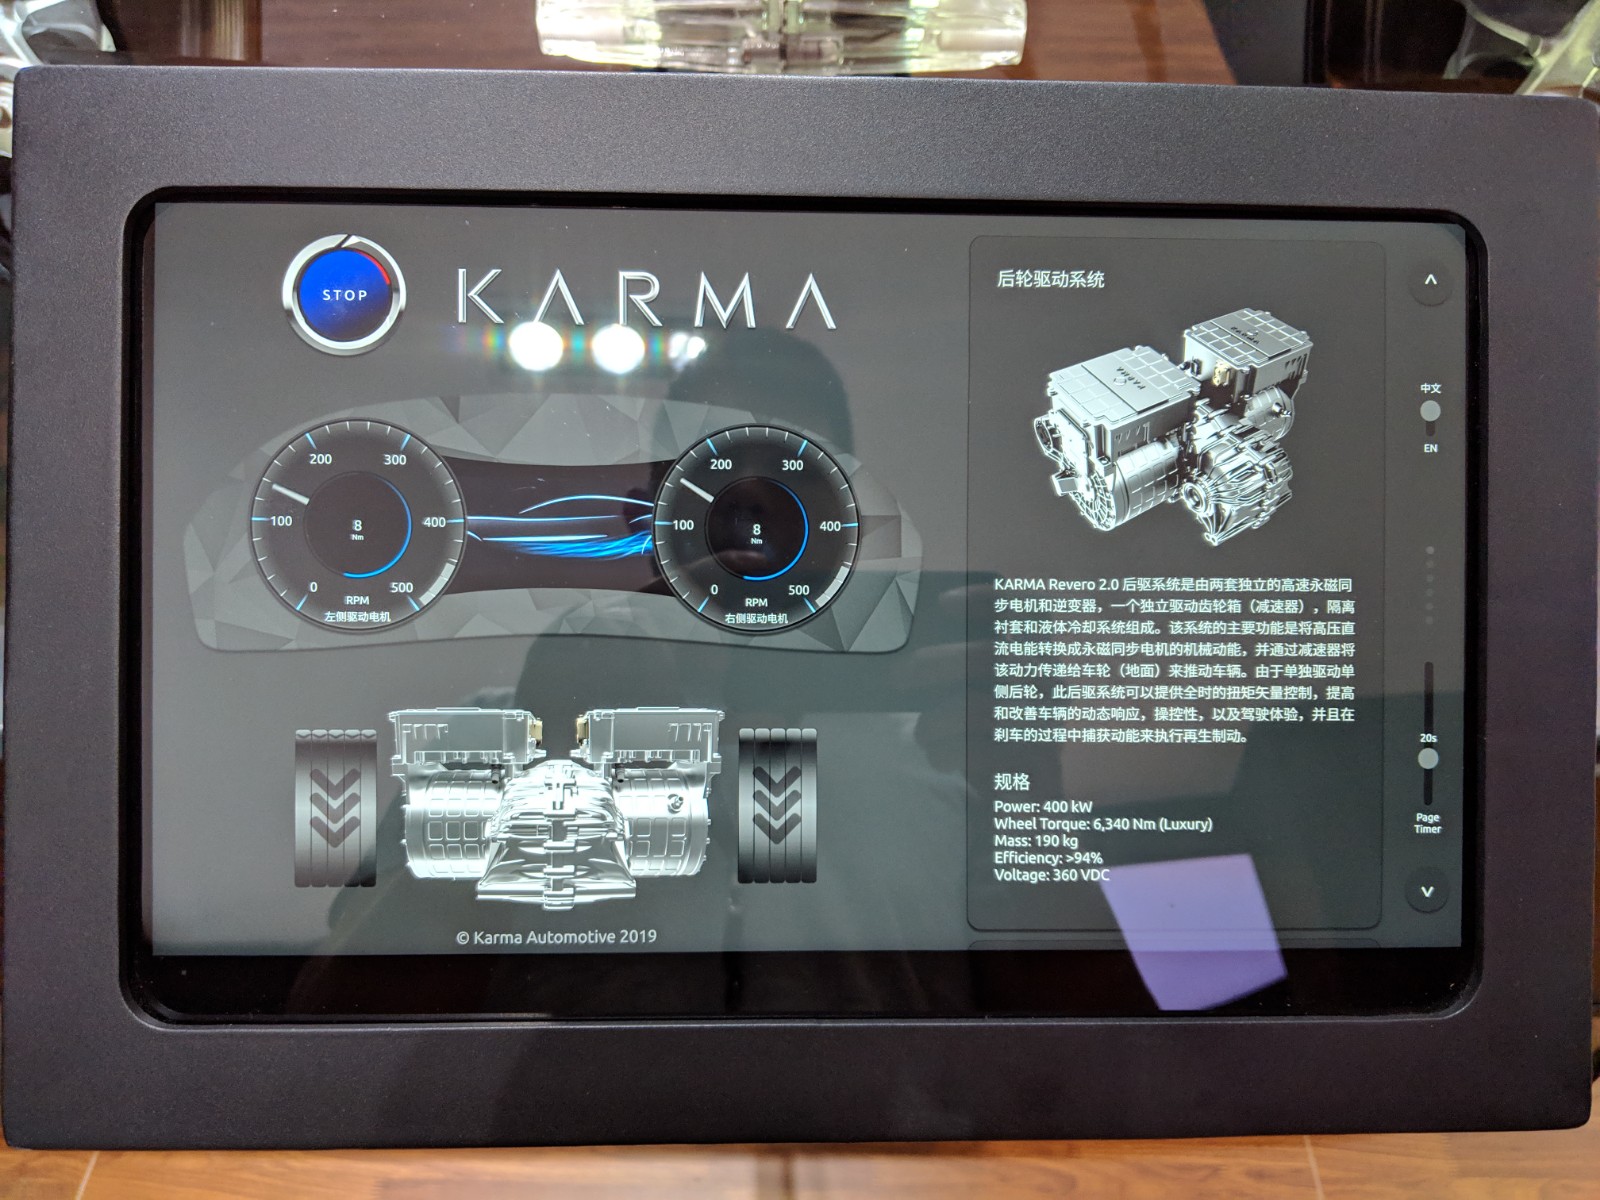 STOP
KARMA
200
300
100
400
0
500
8
Nm
RPM
左侧驱动电机
200
300
100
400
0
500
8
Nm
RPM
右侧驱动电机
© Karma Automotive 2019
后轮驱动系统
KARMA
KARMA
KARMA Revero 2.0 后驱系统是由两套独立的高速永磁同
步电机和逆变器，一个独立驱动齿轮箱（减速器），隔离
衬套和液体冷却系统组成。该系统的主要功能是将高压直
流电能转换成永磁同步电机的机械动能，并通过减速器将
该动力传递给车轮（地面）来推动车辆。由于单独驱动单
侧后轮，此后驱系统可以提供全时的扭矩矢量控制，提高
和改善车辆的动态响应，操控性，以及驾驶体验，并且在
刹车的过程中捕获动能来执行再生制动。
规格
Power: 400 kW
Wheel Torque: 6,340 Nm (Luxury)
Mass: 190 kg
Efficiency: >94%
Voltage: 360 VDC
中文
EN
20s
Page
Timer